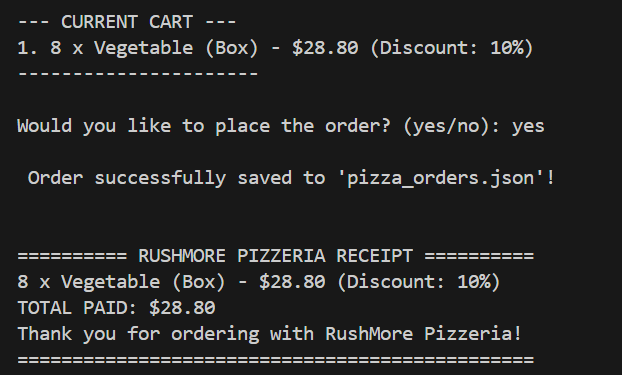 --- CURRENT CART ---
1. 8 x Vegetable (Box) - $28.80 (Discount: 10%)
----------------------
Would you like to place the order? (yes/no): yes
Order successfully saved to 'pizza_orders.json'!
========== RUSHMORE PIZZERIA RECEIPT ==========
8 x Vegetable (Box) - $28.80 (Discount: 10%)
TOTAL PAID: $28.80
Thank you for ordering with RushMore Pizzeria!
===============================================